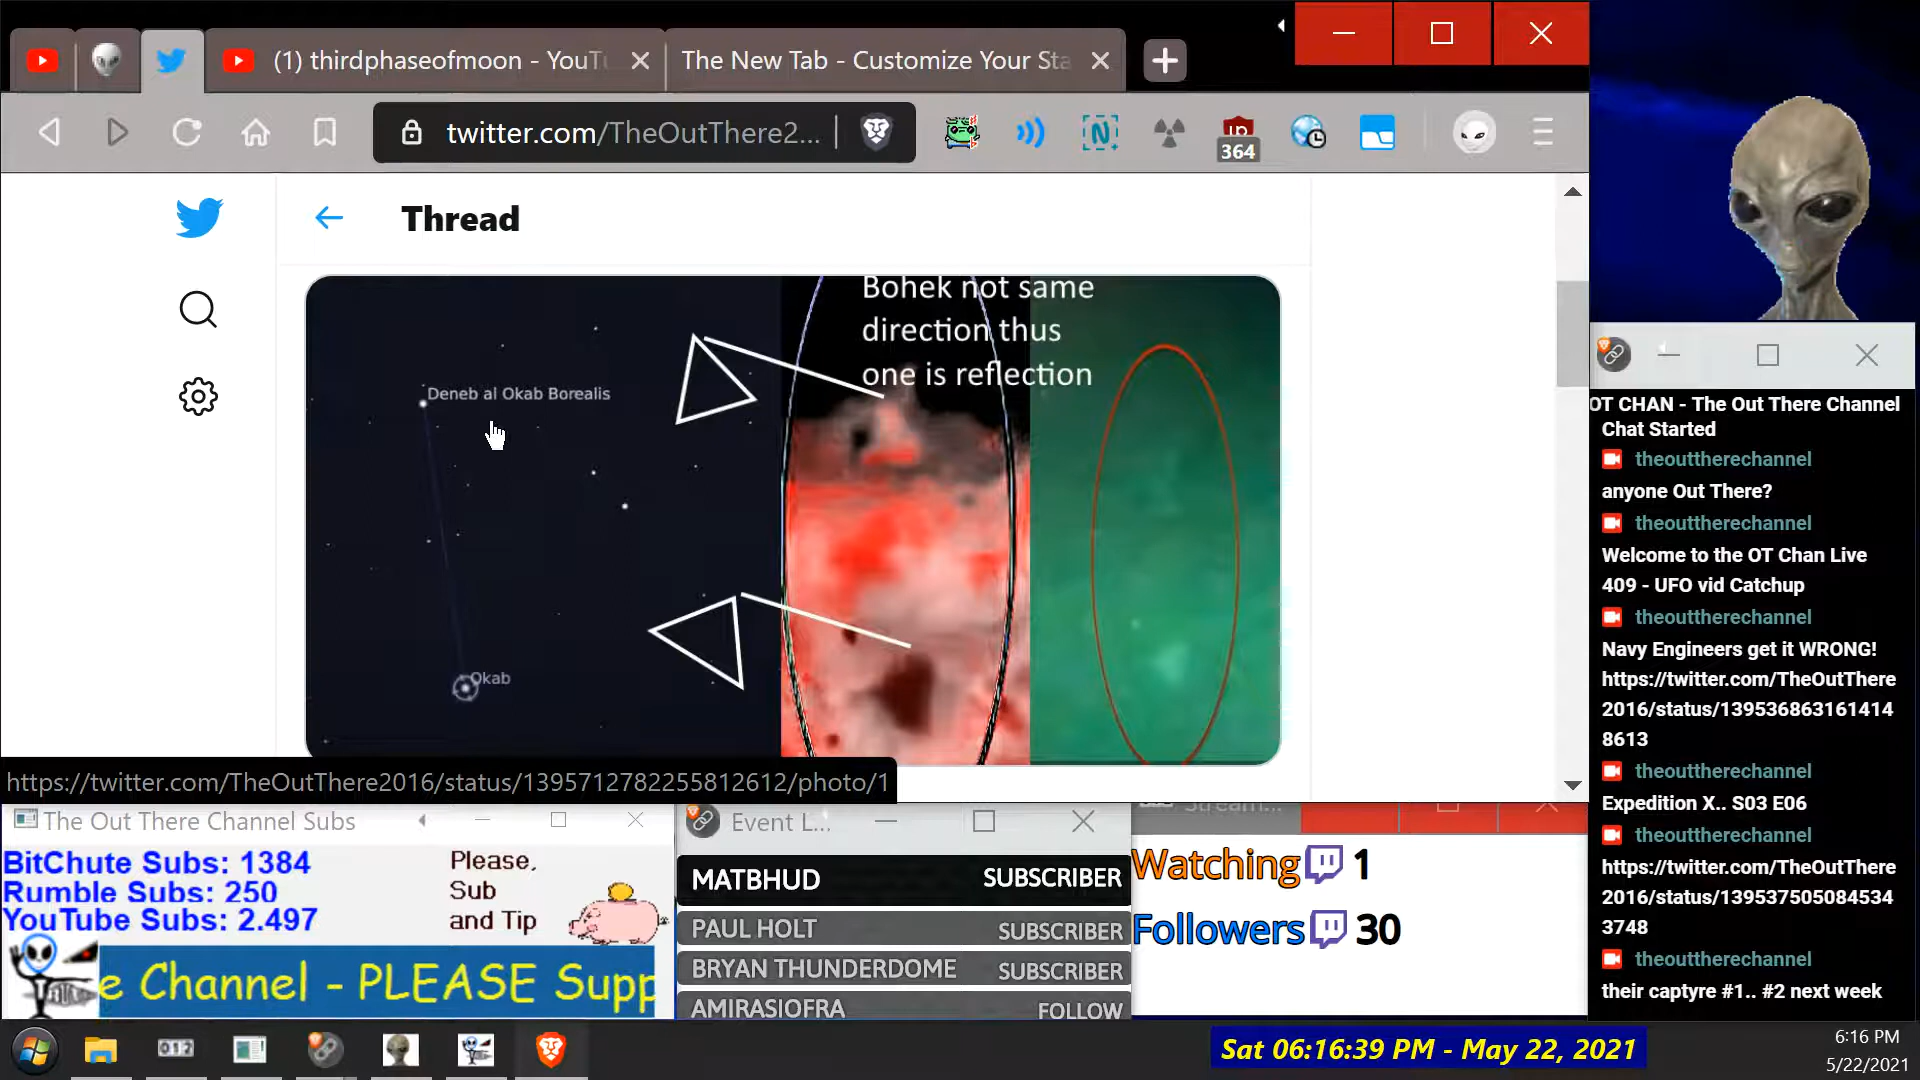 (1) thirdphaseofmoon - YouTu
The New Tab - Customize Your Sta
twitter.com/TheOutThere2...
364
Thread
Bohek not same
direction thus
one is reflection
Deneb al Okab Borealis
Okab
https://twitter.com/TheOutThere2016/status/1395712782255812612/photo/1
The Out There Channel Subs
BitChute Subs: 1384
Rumble Subs: 250
YouTube Subs: 2.497
Please,
Sub
and Tip
e Channel - PLEASE Supp
Event L...
MATBHUD SUBSCRIBER
PAUL HOLT SUBSCRIBER
BRYAN THUNDERDOME SUBSCRIBER
AMIRASIOFRA FOLLOW
Stream...
Watching 1
Followers 30
OT CHAN - The Out There Channel
Chat Started
theouttherechannel
anyone Out There?
theouttherechannel
Welcome to the OT Chan Live
409 - UFO vid Catchup
theouttherechannel
Navy Engineers get it WRONG!
https://twitter.com/TheOutThere
2016/status/139536863161414
8613
theouttherechannel
Expedition X.. S03 E06
theouttherechannel
https://twitter.com/TheOutThere
2016/status/139537505084534
3748
theouttherechannel
their captyre #1.. #2 next week
Sat 06:16:39 PM - May 22, 2021
6:16 PM
5/22/2021